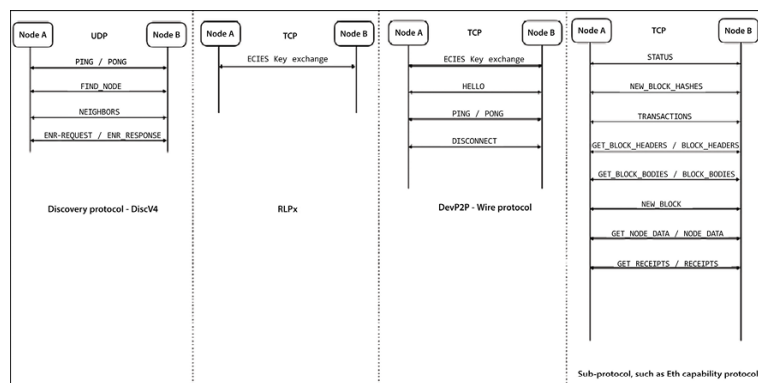 Node A
UDP
Node B
PING / PONG
FIND_NODE
NEIGHBORS
ENR-REQUEST / ENR_RESPONSE
Discovery protocol - DiscV4
Node A
TCP
Node B
ECIES Key exchange
RLPx
Node A
TCP
Node B
ECIES Key exchange
HELLO
PING / PONG
DISCONNECT
DevP2P - Wire protocol
Node A
TCP
Node B
STATUS
NEW_BLOCK_HASHES
TRANSACTIONS
GET_BLOCK_HEADERS / BLOCK_HEADERS
GET_BLOCK_BODIES / BLOCK_BODIES
NEW_BLOCK
GET_NODE_DATA / NODE_DATA
GET_RECEIPTS / RECEIPTS
Sub-protocol, such as Eth capability protocol